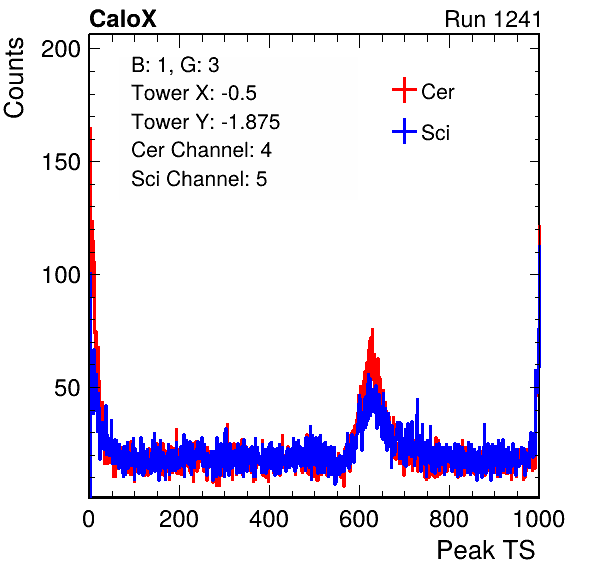 CaloX Run 1241
Counts
B: 1, G: 3
Tower X: -0.5
Tower Y: -1.875
Cer Channel: 4
Sci Channel: 5
Cer
Sci
200
150
100
50
0 200 400 600 800 1000
Peak TS